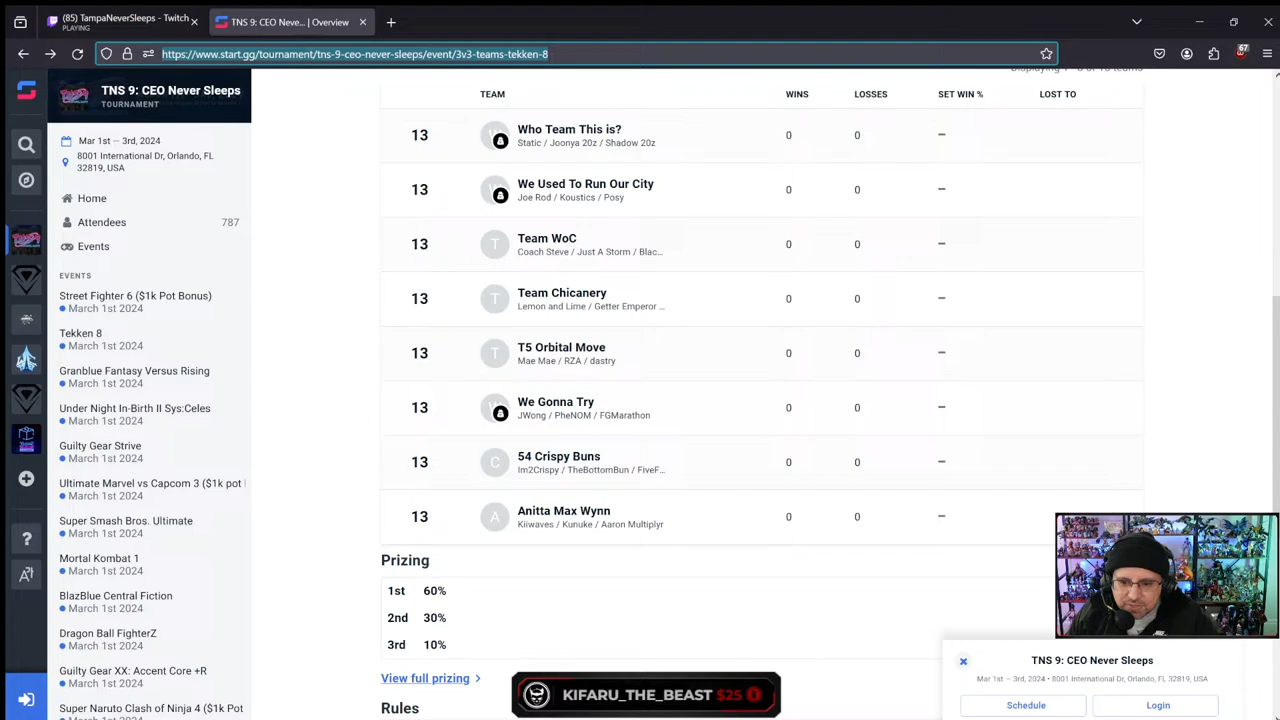 (85) TampaNeverSleeps - Twitch
PLAYING
TNS 9: CEO Neve... | Overview
https://www.start.gg/tournament/tns-9-ceo-never-sleeps/event/3v3-teams-tekken-8
67
TNS 9: CEO Never Sleeps
TOURNAMENT
Mar 1st — 3rd, 2024
8001 International Dr, Orlando, FL
32819, USA
Home
Attendees 787
Events
EVENTS
Street Fighter 6 ($1k Pot Bonus)
March 1st 2024
Tekken 8
March 1st 2024
Granblue Fantasy Versus Rising
March 1st 2024
Under Night In-Birth II Sys:Celes
March 1st 2024
Guilty Gear Strive
March 1st 2024
Ultimate Marvel vs Capcom 3 ($1k pot
March 1st 2024
Super Smash Bros. Ultimate
March 1st 2024
Mortal Kombat 1
March 1st 2024
BlazBlue Central Fiction
March 1st 2024
Dragon Ball FighterZ
March 1st 2024
Guilty Gear XX: Accent Core +R
March 1st 2024
Super Naruto Clash of Ninja 4 ($1k Pot
TEAM WINS LOSSES SET WIN % LOST TO
13 Who Team This is? 0 0 —
Static / Joonya 20z / Shadow 20z
13 We Used To Run Our City 0 0 —
Joe Rod / Koustics / Posy
13 T Team WoC 0 0 —
Coach Steve / Just A Storm / Blac...
13 T Team Chicanery 0 0 —
Lemon and Lime / Getter Emperor ...
13 T T5 Orbital Move 0 0 —
Mae Mae / RZA / dastry
13 We Gonna Try 0 0 —
JWong / PheNOM / FGMarathon
13 C 54 Crispy Buns 0 0 —
Im2Crispy / TheBottomBun / FiveF...
13 A Anitta Max Wynn 0 0 —
Kiiwaves / Kunuke / Aaron Multiplyr
Prizing
1st 60%
2nd 30%
3rd 10%
View full prizing
Rules
KIFARU_THE_BEAST $25
TNS 9: CEO Never Sleeps
Mar 1st — 3rd, 2024 • 8001 International Dr, Orlando, FL 32819, USA
Schedule
Login